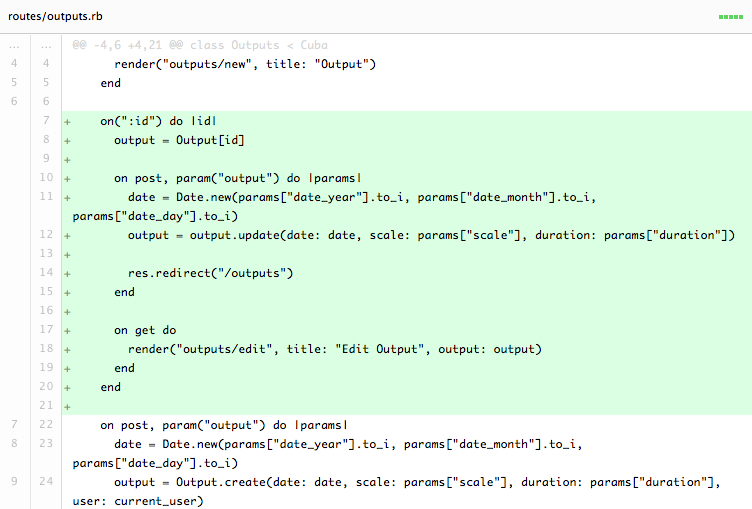 routes/outputs.rb
... ... @@ -4,6 +4,21 @@ class Outputs < Cuba
4 4 render("outputs/new", title: "Output")
5 5 end
6 6
7 + on(":id") do |id|
8 + output = Output[id]
9 +
10 + on post, param("output") do |params|
11 + date = Date.new(params["date_year"].to_i, params["date_month"].to_i,
params["date_day"].to_i)
12 + output = output.update(date: date, scale: params["scale"], duration: params["duration"])
13 +
14 + res.redirect("/outputs")
15 + end
16 +
17 + on get do
18 + render("outputs/edit", title: "Edit Output", output: output)
19 + end
20 + end
21 +
7 22 on post, param("output") do |params|
8 23 date = Date.new(params["date_year"].to_i, params["date_month"].to_i,
params["date_day"].to_i)
9 24 output = Output.create(date: date, scale: params["scale"], duration: params["duration"],
user: current_user)